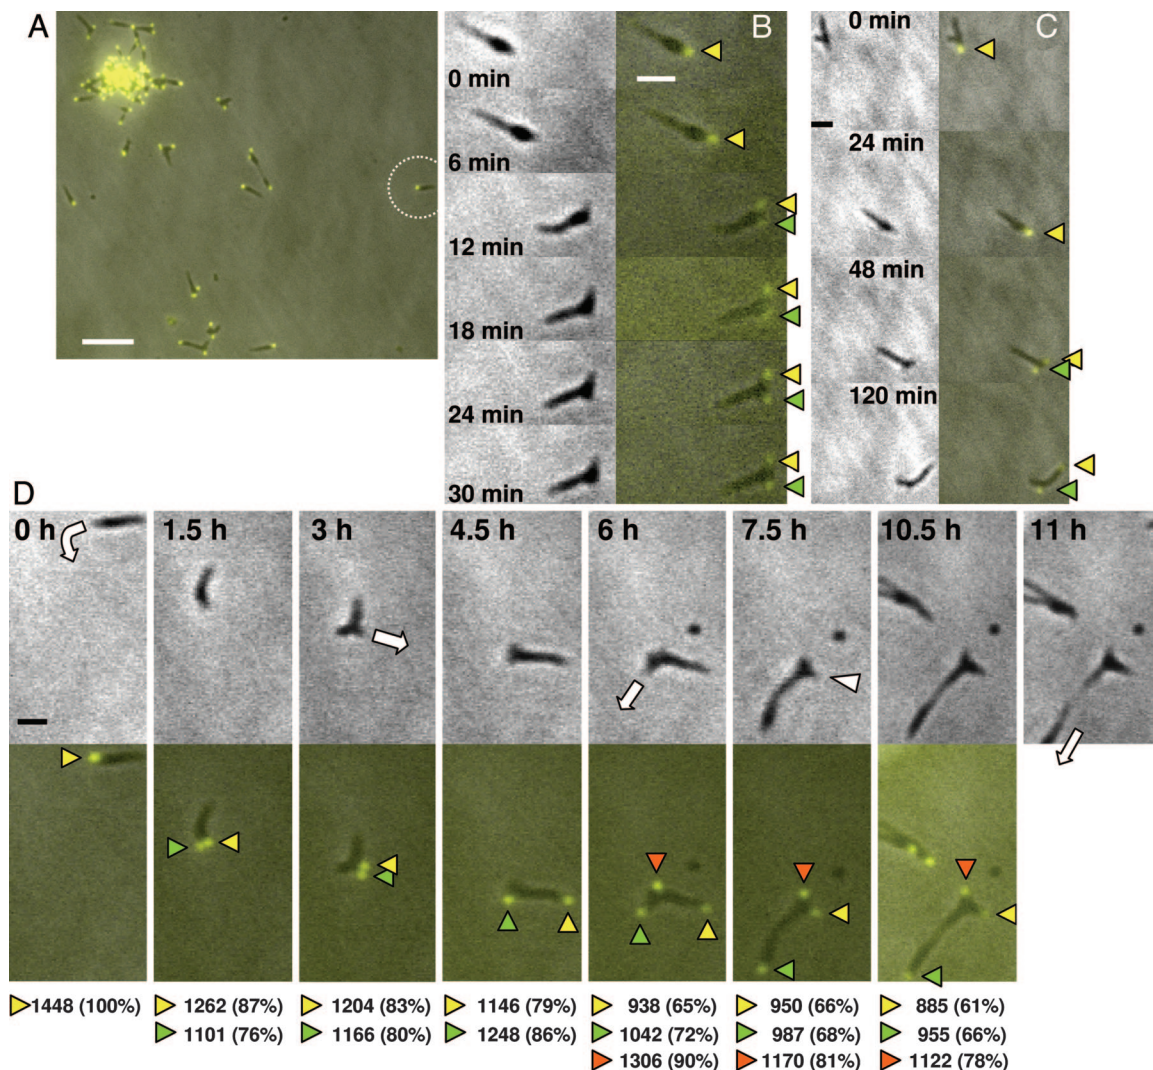 A
B
C
0 min
6 min
12 min
18 min
24 min
30 min
0 min
24 min
48 min
120 min
D
0 h 1.5 h 3 h 4.5 h 6 h 7.5 h 10.5 h 11 h
1448 (100%) 1262 (87%) 1204 (83%) 1146 (79%) 938 (65%) 950 (66%) 885 (61%)
1101 (76%) 1166 (80%) 1248 (86%) 1042 (72%) 987 (68%) 955 (66%)
1306 (90%) 1170 (81%) 1122 (78%)